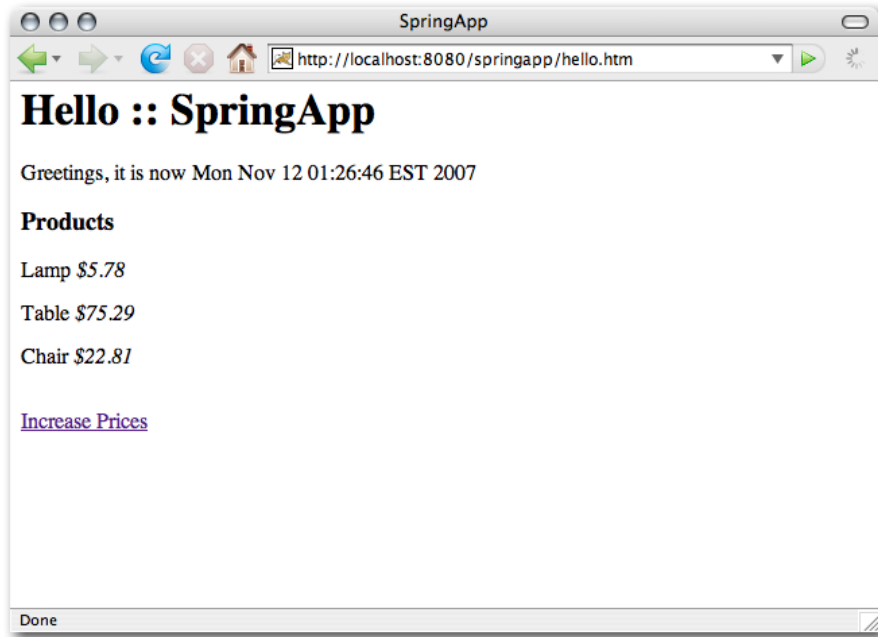 SpringApp
http://localhost:8080/springapp/hello.htm
Hello :: SpringApp
Greetings, it is now Mon Nov 12 01:26:46 EST 2007
Products
Lamp $5.78
Table $75.29
Chair $22.81
Increase Prices
Done